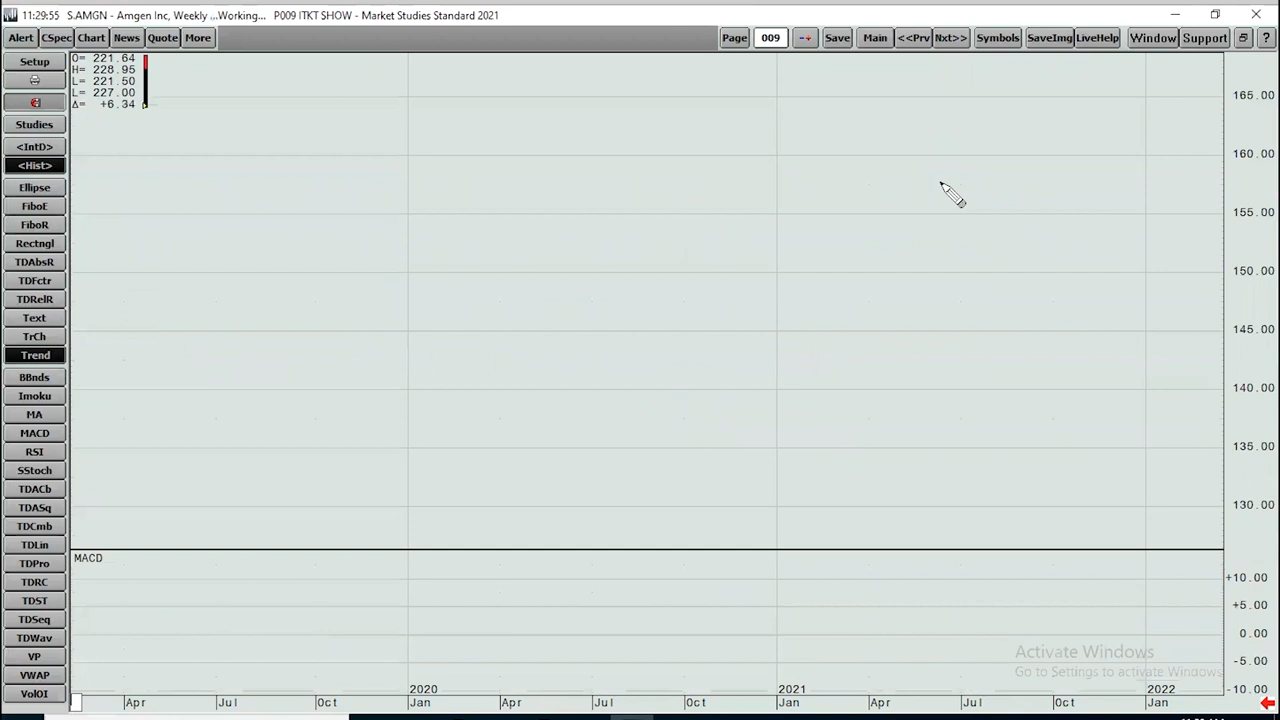 11:29:55 S.AMGN - Amgen Inc, Weekly ...Working... P009 ITKT SHOW - Market Studies Standard 2021
Alert CSpec Chart News Quote More Page 009 -+ Save Main <<Prv Nxt>> Symbols SaveImg LiveHelp Window Support ?
Setup
Studies
<IntD>
<Hist>
Ellipse
FiboE
FiboR
Rectngl
TDAbsR
TDFctr
TDRelR
Text
TrCh
Trend
BBnds
Imoku
MA
MACD
RSI
SStoch
TDACb
TDASq
TDCmb
TDLin
TDPro
TDRC
TDST
TDSeq
TDWav
VP
VWAP
VolOI
O= 221.64
H= 228.95
L= 221.50
L= 227.00
Δ= +6.34
165.00
160.00
155.00
150.00
145.00
140.00
135.00
130.00
MACD
+10.00
+5.00
0.00
-5.00
-10.00
Activate Windows
Go to Settings to activate Windows
2020 2021 2022
Apr Jul Oct Jan Apr Jul Oct Jan Apr Jul Oct Jan